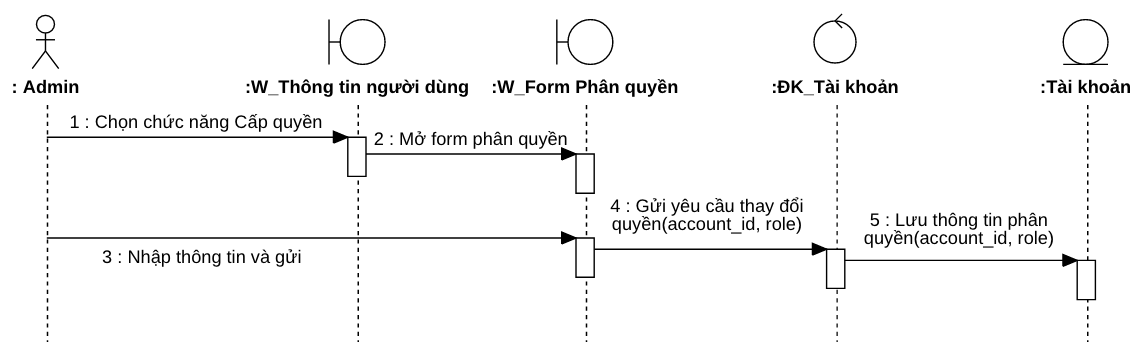 : Admin
:W_Thông tin người dùng
:W_Form Phân quyền
:ĐK_Tài khoản
:Tài khoản
1 : Chọn chức năng Cấp quyền
2 : Mở form phân quyền
4 : Gửi yêu cầu thay đổi
quyền(account_id, role)
5 : Lưu thông tin phân
quyền(account_id, role)
3 : Nhập thông tin và gửi